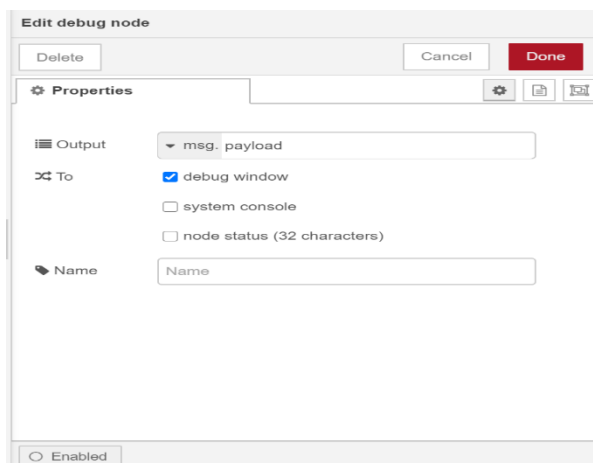 Edit debug node
Delete Cancel Done
Properties
Output msg. payload
To debug window
system console
node status (32 characters)
Name Name
Enabled